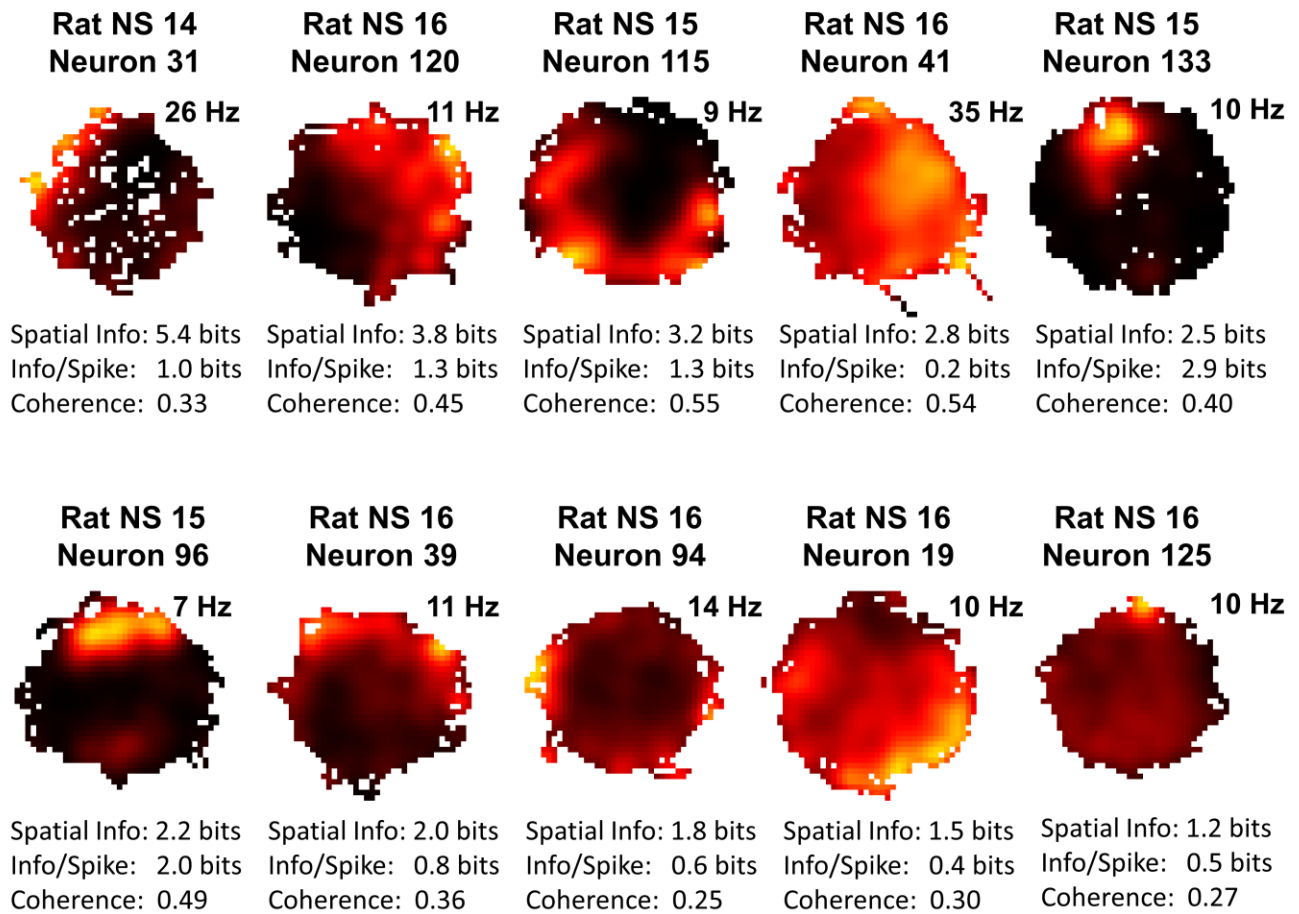 Rat NS 14
Neuron 31
26 Hz
Spatial Info: 5.4 bits
Info/Spike: 1.0 bits
Coherence: 0.33
Rat NS 16
Neuron 120
11 Hz
Spatial Info: 3.8 bits
Info/Spike: 1.3 bits
Coherence: 0.45
Rat NS 15
Neuron 115
9 Hz
Spatial Info: 3.2 bits
Info/Spike: 1.3 bits
Coherence: 0.55
Rat NS 16
Neuron 41
35 Hz
Spatial Info: 2.8 bits
Info/Spike: 0.2 bits
Coherence: 0.54
Rat NS 15
Neuron 133
10 Hz
Spatial Info: 2.5 bits
Info/Spike: 2.9 bits
Coherence: 0.40
Rat NS 15
Neuron 96
7 Hz
Spatial Info: 2.2 bits
Info/Spike: 2.0 bits
Coherence: 0.49
Rat NS 16
Neuron 39
11 Hz
Spatial Info: 2.0 bits
Info/Spike: 0.8 bits
Coherence: 0.36
Rat NS 16
Neuron 94
14 Hz
Spatial Info: 1.8 bits
Info/Spike: 0.6 bits
Coherence: 0.25
Rat NS 16
Neuron 19
10 Hz
Spatial Info: 1.5 bits
Info/Spike: 0.4 bits
Coherence: 0.30
Rat NS 16
Neuron 125
10 Hz
Spatial Info: 1.2 bits
Info/Spike: 0.5 bits
Coherence: 0.27